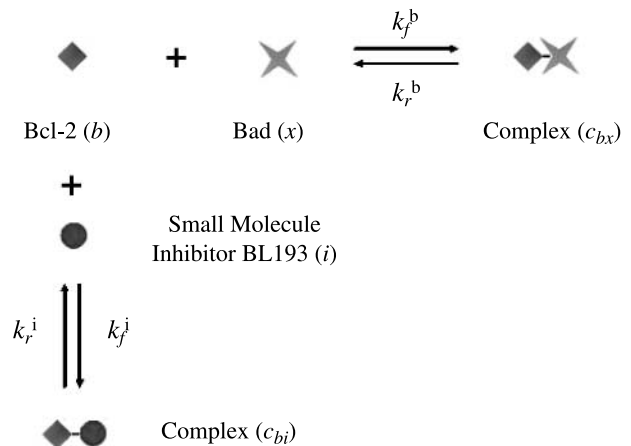 k_f^b
+
k_r^b
Bcl-2 (b)
Bad (x)
Complex (c_bx)
+
Small Molecule
Inhibitor BL193 (i)
k_r^i
k_f^i
Complex (c_bi)